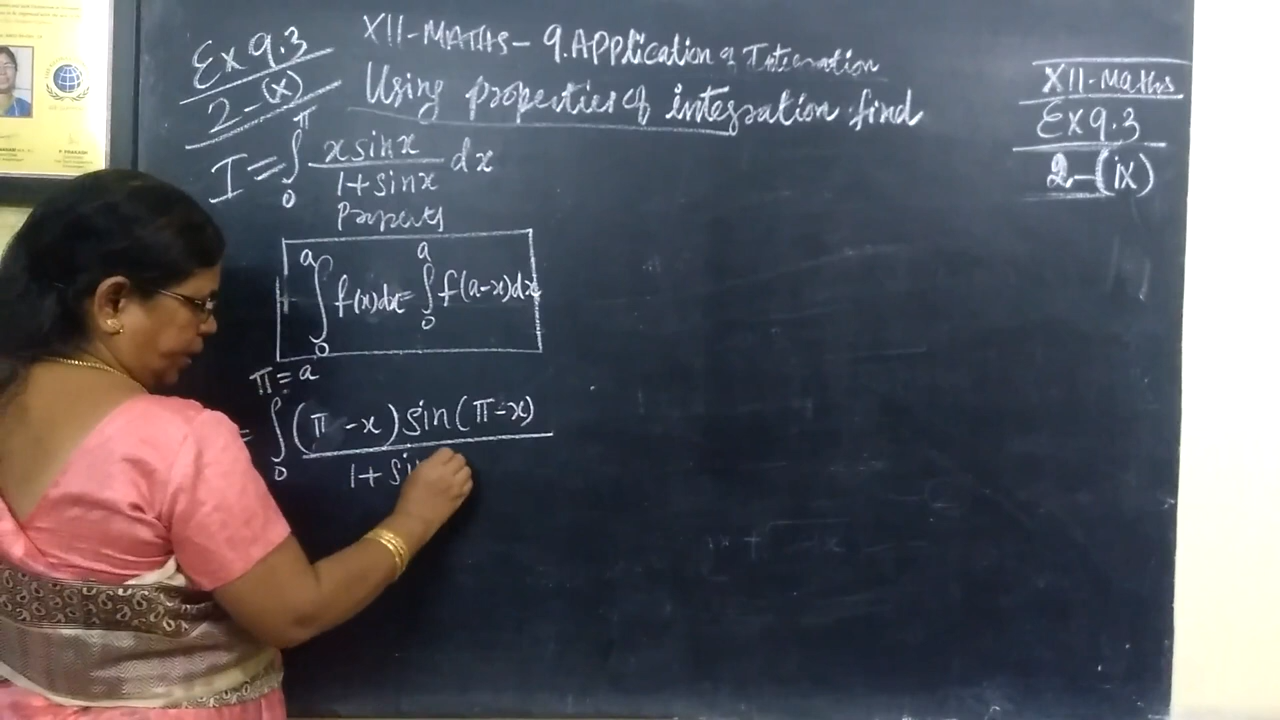 Ex 9.3
2-(x)
XII-MATHS - 9. Application of Integration
Using properties of integration find
I = ∫₀^π x sin x / (1 + sin x) dx
Property
∫₀^a f(x)dx = ∫₀^a f(a-x)dx
π = a
= ∫₀ (π - x) sin(π - x) / 1 + si
XII-Maths
Ex 9.3
2-(ix)